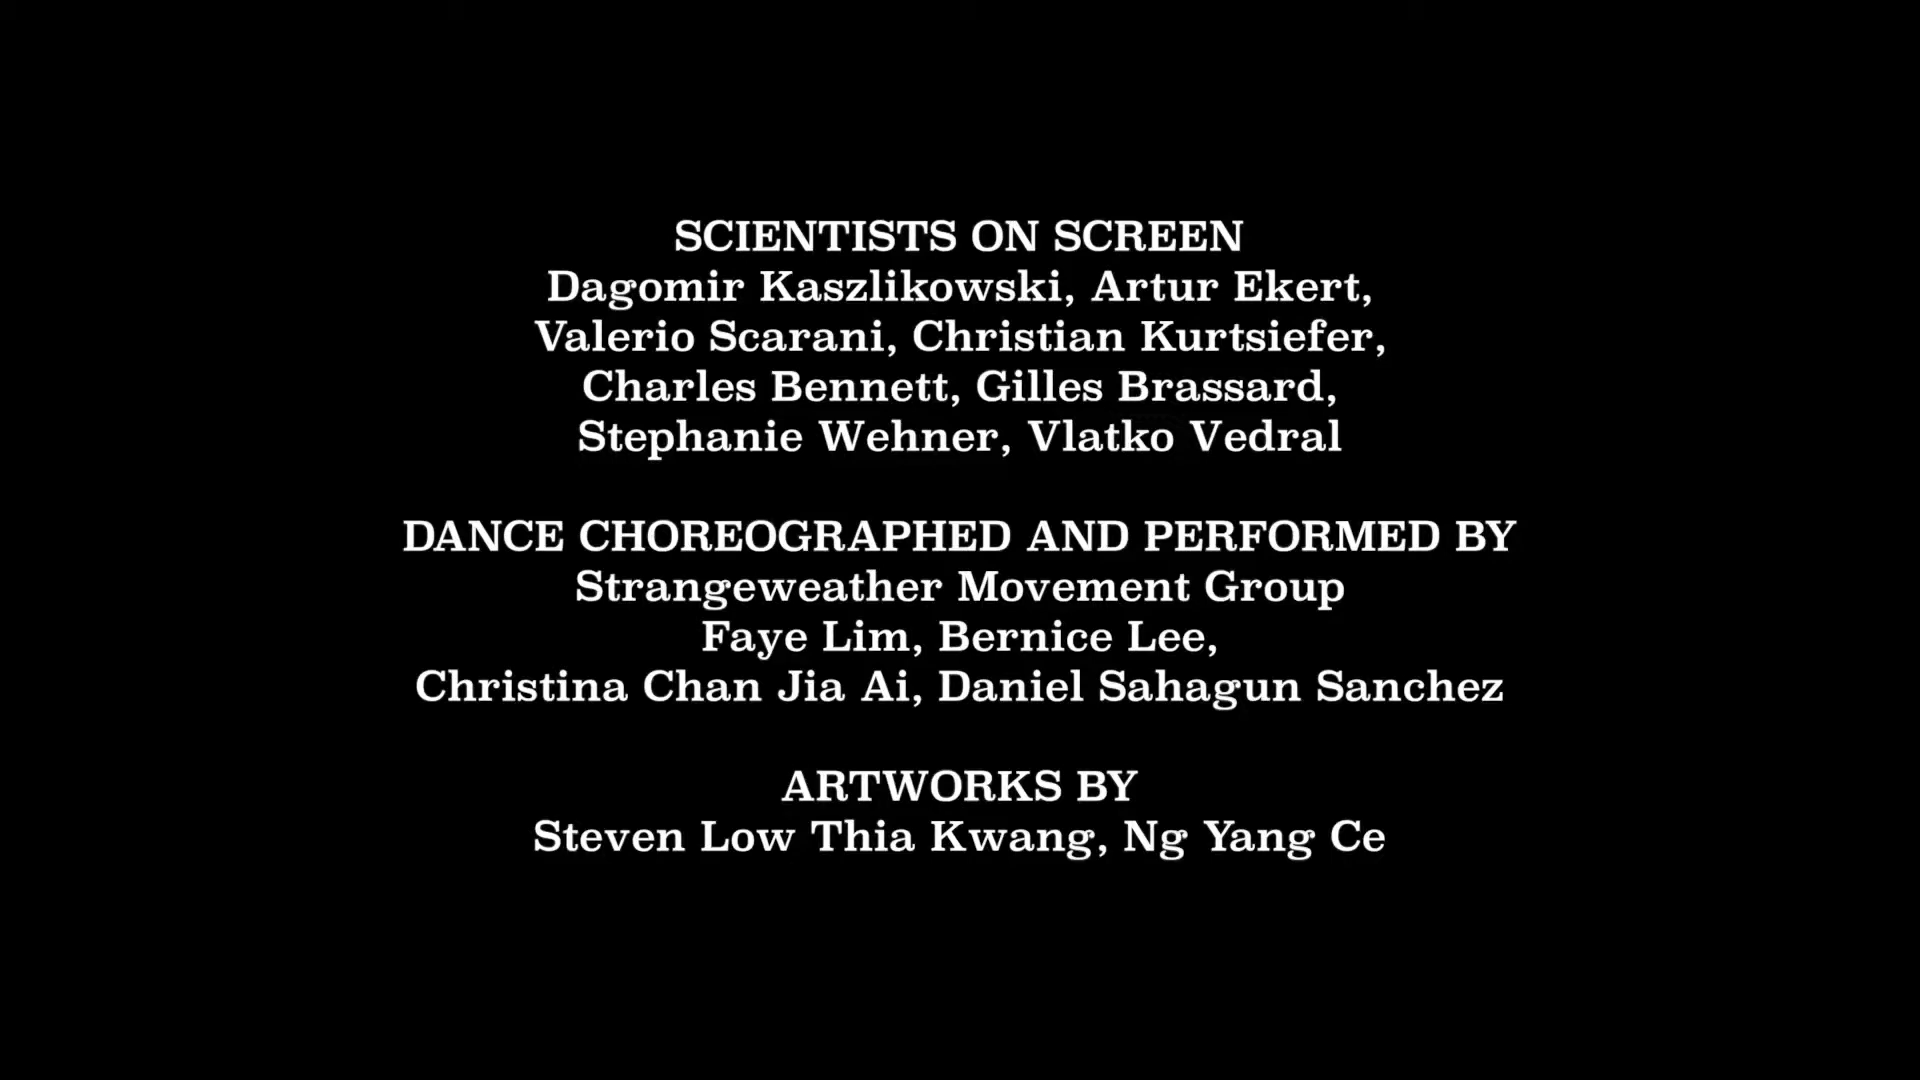 SCIENTISTS ON SCREEN
Dagomir Kaszlikowski, Artur Ekert,
Valerio Scarani, Christian Kurtsiefer,
Charles Bennett, Gilles Brassard,
Stephanie Wehner, Vlatko Vedral
DANCE CHOREOGRAPHED AND PERFORMED BY
Strangeweather Movement Group
Faye Lim, Bernice Lee,
Christina Chan Jia Ai, Daniel Sahagun Sanchez
ARTWORKS BY
Steven Low Thia Kwang, Ng Yang Ce